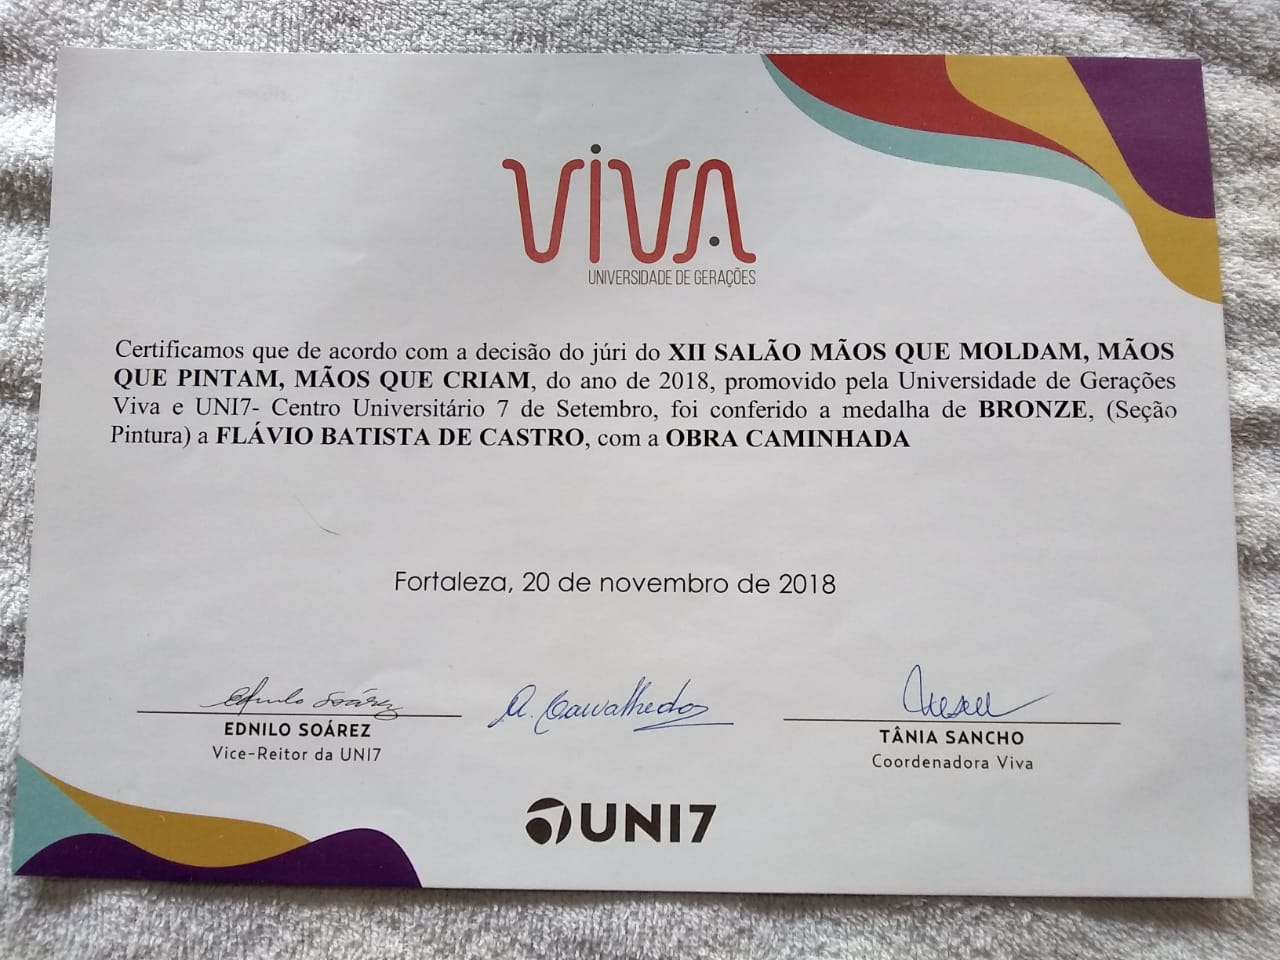 VIVA
UNIVERSIDADE DE GERAÇÕES
Certificamos que de acordo com a decisão do júri do XII SALÃO MÃOS QUE MOLDAM, MÃOS
QUE PINTAM, MÃOS QUE CRIAM, do ano de 2018, promovido pela Universidade de Gerações
Viva e UNI7- Centro Universitário 7 de Setembro, foi conferido a medalha de BRONZE, (Seção
Pintura) a FLÁVIO BATISTA DE CASTRO, com a OBRA CAMINHADA
Fortaleza, 20 de novembro de 2018
Ednilo Soárez
A. Carvalhedo
EDNILO SOÁREZ
Vice-Reitor da UNI7
TÂNIA SANCHO
Coordenadora Viva
UNI7